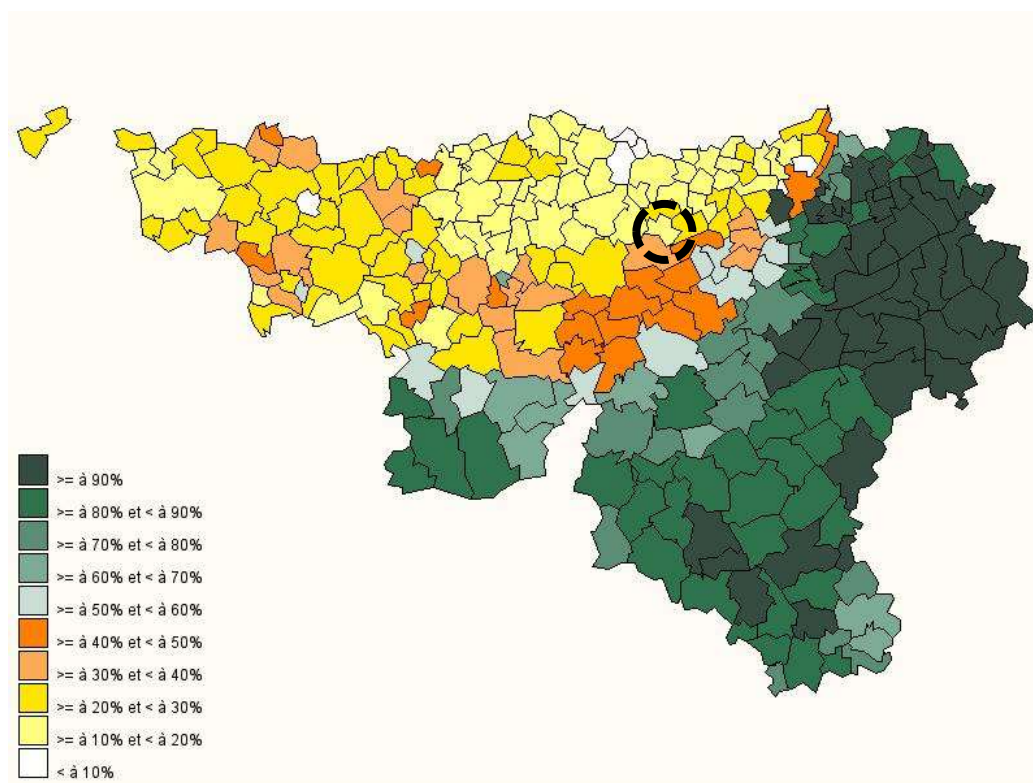 >= à 90%
>= à 80% et < à 90%
>= à 70% et < à 80%
>= à 60% et < à 70%
>= à 50% et < à 60%
>= à 40% et < à 50%
>= à 30% et < à 40%
>= à 20% et < à 30%
>= à 10% et < à 20%
< à 10%